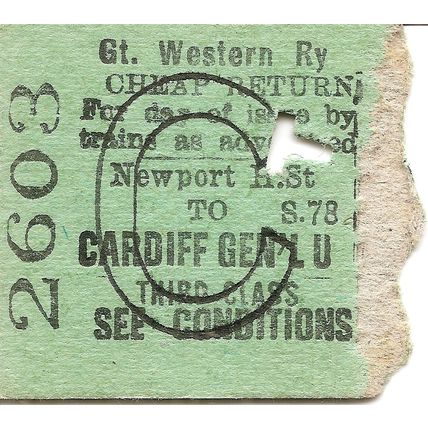 Gt. Western Ry
CHEAP RETURN
For day of issue by
trains as advertised
Newport H.St
TO S.78
CARDIFF GEN'L U
THIRD CLASS
SEE CONDITIONS
C
2603